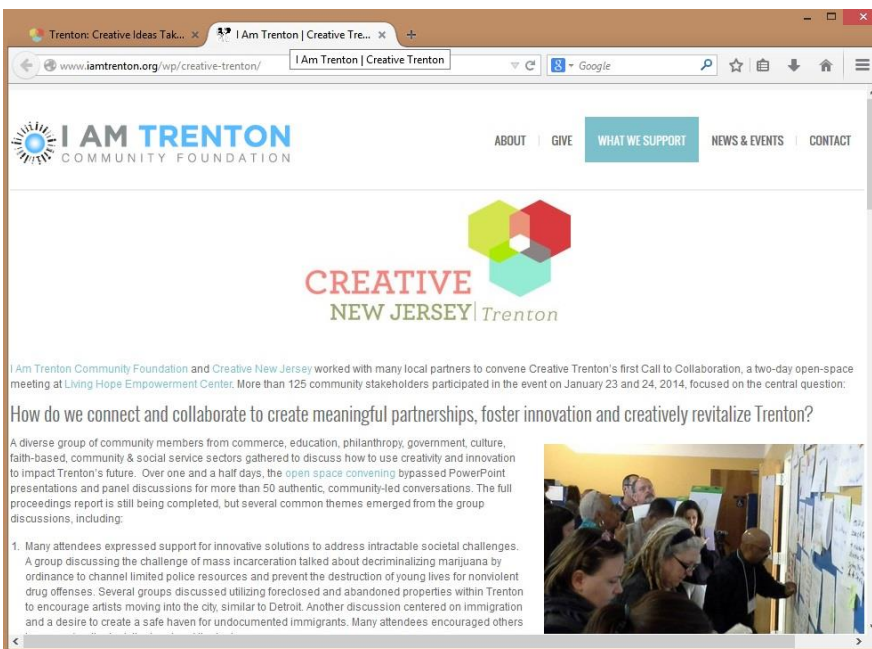 Trenton: Creative Ideas Tak...
I Am Trenton | Creative Tre...
www.iamtrenton.org/wp/creative-trenton/
I Am Trenton | Creative Trenton
Google
I AM TRENTON
COMMUNITY FOUNDATION
ABOUT
GIVE
WHAT WE SUPPORT
NEWS & EVENTS
CONTACT
CREATIVE
NEW JERSEY | Trenton
I Am Trenton Community Foundation and Creative New Jersey worked with many local partners to convene Creative Trenton's first Call to Collaboration, a two-day open-space
meeting at Living Hope Empowerment Center. More than 125 community stakeholders participated in the event on January 23 and 24, 2014, focused on the central question:
How do we connect and collaborate to create meaningful partnerships, foster innovation and creatively revitalize Trenton?
A diverse group of community members from commerce, education, philanthropy, government, culture,
faith-based, community & social service sectors gathered to discuss how to use creativity and innovation
to impact Trenton's future. Over one and a half days, the open space convening bypassed PowerPoint
presentations and panel discussions for more than 50 authentic, community-led conversations. The full
proceedings report is still being completed, but several common themes emerged from the group
discussions, including:
1. Many attendees expressed support for innovative solutions to address intractable societal challenges.
A group discussing the challenge of mass incarceration talked about decriminalizing marijuana by
ordinance to channel limited police resources and prevent the destruction of young lives for nonviolent
drug offenses. Several groups discussed utilizing foreclosed and abandoned properties within Trenton
to encourage artists moving into the city, similar to Detroit. Another discussion centered on immigration
and a desire to create a safe haven for undocumented immigrants. Many attendees encouraged others